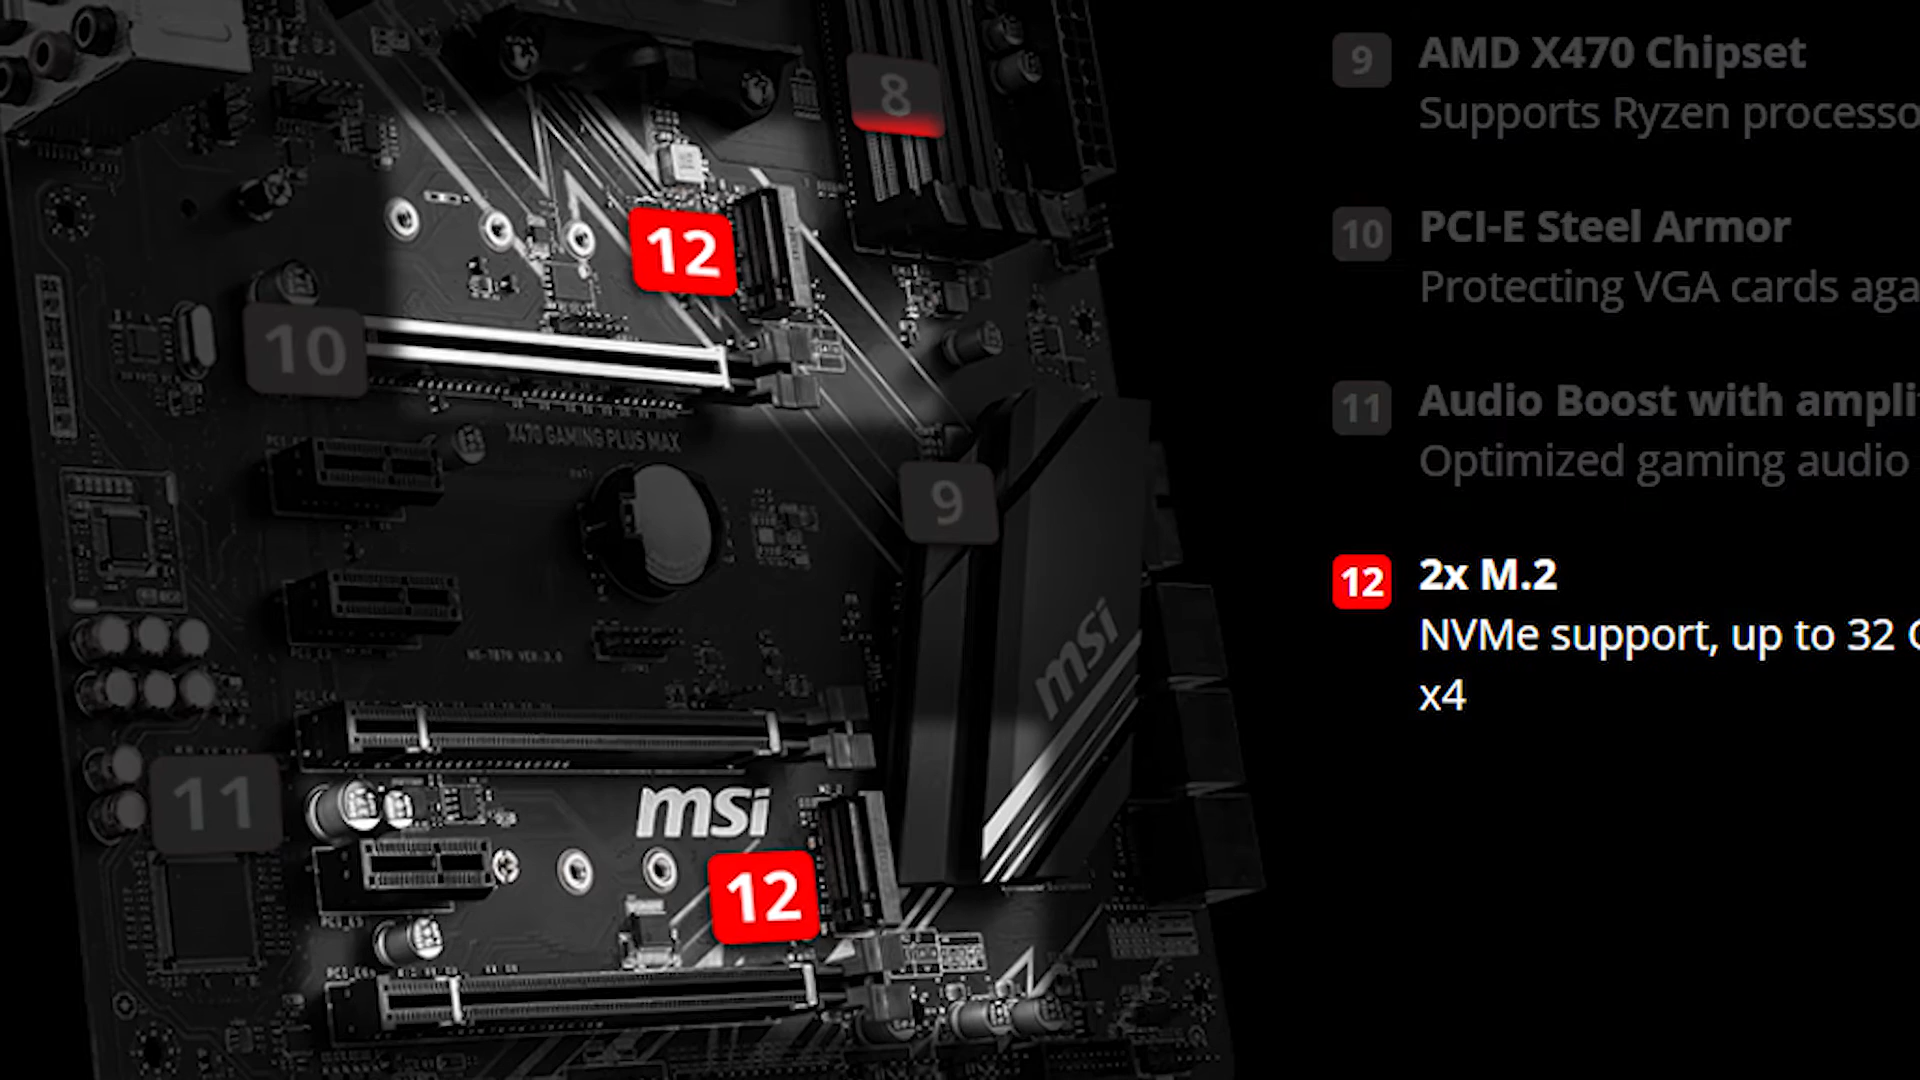 8
9
AMD X470 Chipset
Supports Ryzen processo
12
10
PCI-E Steel Armor
Protecting VGA cards aga
10
11
Audio Boost with ampli
Optimized gaming audio
X470 GAMING PLUS MAX
9
12
2x M.2
NVMe support, up to 32 G
x4
msi
11
msi
12